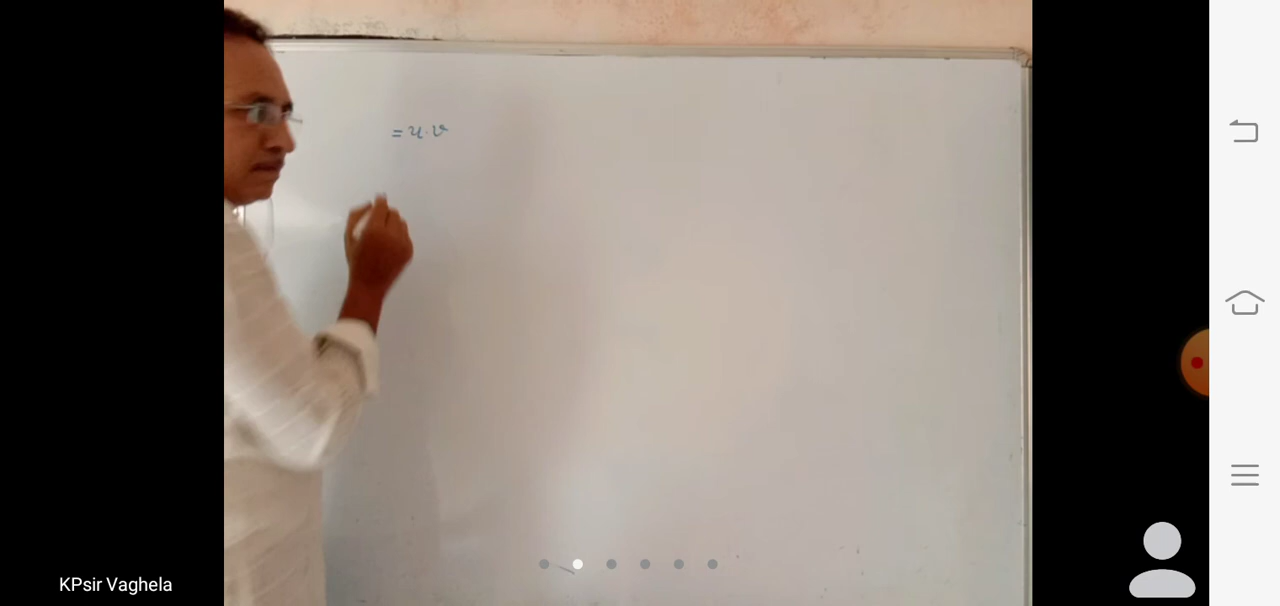 = u.v
KPsir Vaghela